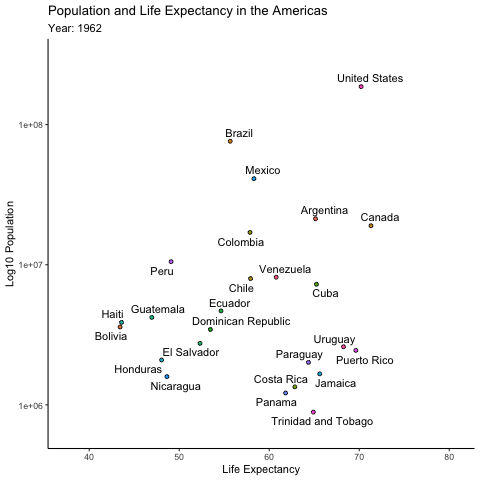 Population and Life Expectancy in the Americas
Year: 1962
United States
1e+08
Brazil
Mexico
Argentina
Canada
Colombia
1e+07
Peru
Venezuela
Chile
Cuba
Ecuador
Haiti
Guatemala
Dominican Republic
Bolivia
Uruguay
El Salvador
Paraguay
Puerto Rico
Honduras
Costa Rica
Jamaica
Nicaragua
Panama
1e+06
Trinidad and Tobago
Log10 Population
40
50
60
70
80
Life Expectancy